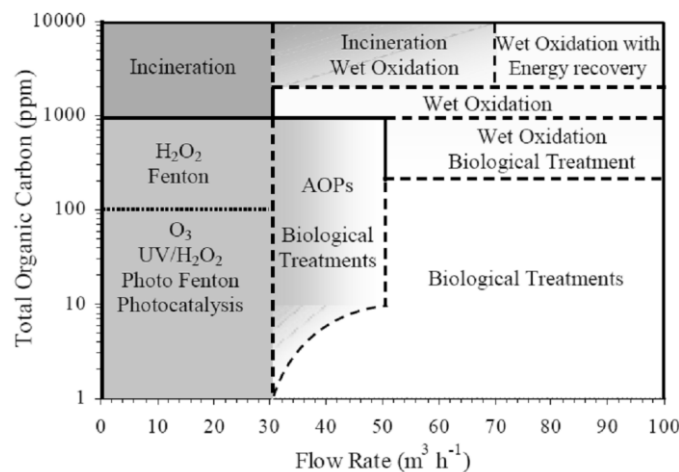 10000
1000
100
10
1
Total Organic Carbon (ppm)
Incineration
Incineration
Wet Oxidation
Wet Oxidation with
Energy recovery
Wet Oxidation
H₂O₂
Fenton
AOPs
Biological
Treatments
Wet Oxidation
Biological Treatment
O₃
UV/H₂O₂
Photo Fenton
Photocatalysis
Biological Treatments
0 10 20 30 40 50 60 70 80 90 100
Flow Rate (m³ h⁻¹)